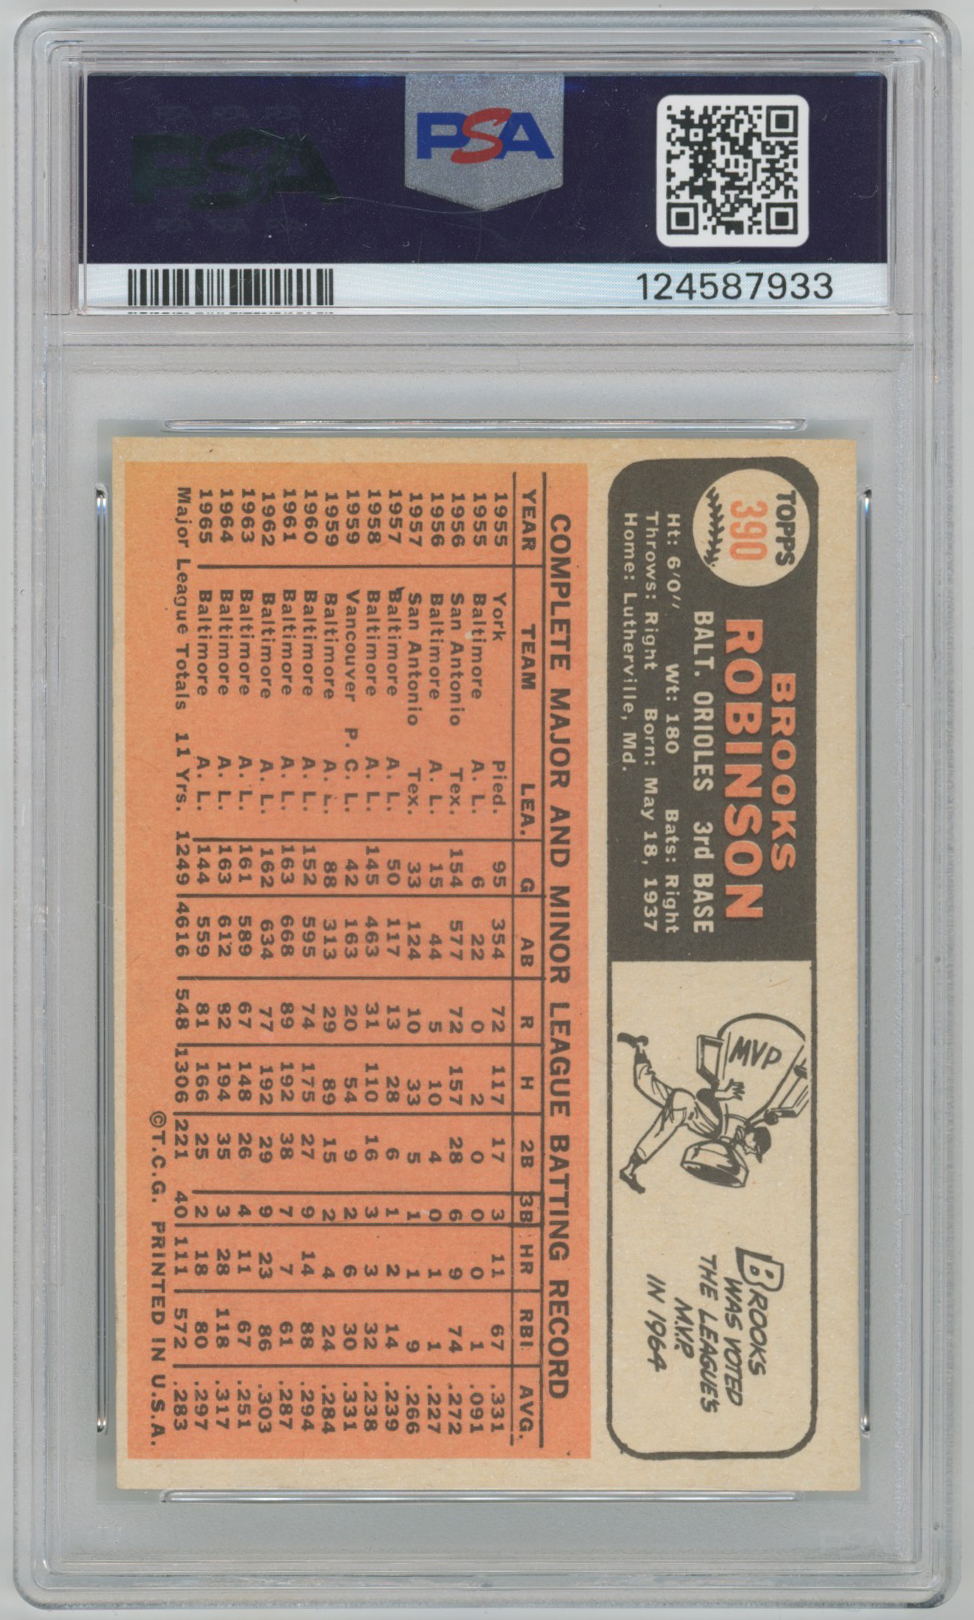 PSA
PSA
124587933
TOPPS
390
BROOKS
ROBINSON
BALT. ORIOLES 3rd BASE
Ht: 6'0" Wt: 180 Bats: Right
Throws: Right Born: May 18, 1937
Home: Lutherville, Md.
MVP
BROOKS
WAS VOTED
THE LEAGUE'S
M.V.P.
IN 1964
COMPLETE MAJOR AND MINOR LEAGUE BATTING RECORD
YEAR TEAM LEA. G AB R H 2B 3B HR RBI AVG.
1955 York Pied. 95 354 72 117 17 3 11 67 .331
1955 Baltimore A. L. 6 22 0 2 0 0 0 1 .091
1956 San Antonio Tex. 154 577 72 157 28 6 9 74 .272
1956 Baltimore A. L. 15 44 5 10 4 0 1 1 .227
1957 San Antonio Tex. 33 124 10 33 5 1 1 9 .266
1957 Baltimore A. L. 50 117 13 28 6 1 2 14 .239
1958 Baltimore A. L. 145 463 31 110 16 3 3 32 .238
1959 Vancouver P. C. L. 42 163 20 54 9 2 6 30 .331
1959 Baltimore A. L. 88 313 29 89 15 2 4 24 .284
1960 Baltimore A. L. 152 595 74 175 27 9 14 88 .294
1961 Baltimore A. L. 163 668 89 192 38 7 7 61 .287
1962 Baltimore A. L. 162 634 77 192 29 9 23 86 .303
1963 Baltimore A. L. 161 589 67 148 26 4 11 67 .251
1964 Baltimore A. L. 163 612 82 194 35 3 28 118 .317
1965 Baltimore A. L. 144 559 81 166 25 2 18 80 .297
Major League Totals 11 Yrs. 1249 4616 548 1306 221 40 111 572 .283
©T.C.G. PRINTED IN U.S.A.